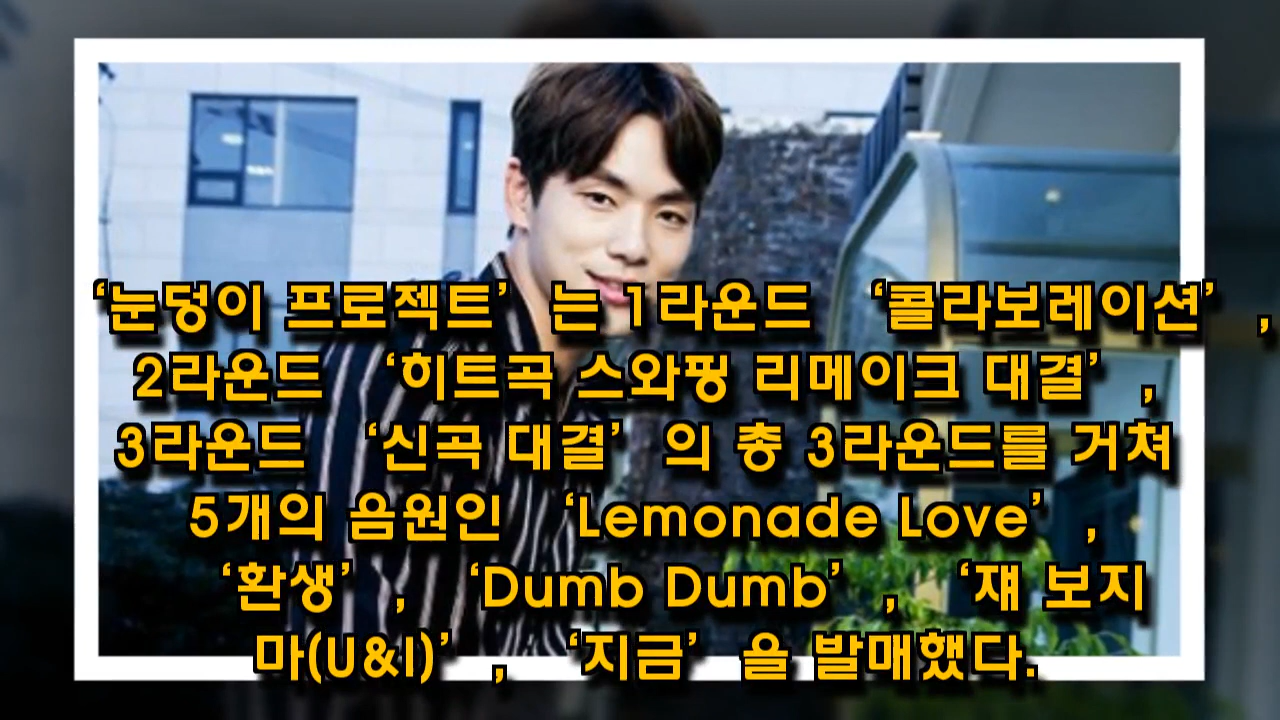 ‘눈덩이 프로젝트’ 는 1라운드 ‘콜라보레이션’ ,
2라운드 ‘히트곡 스와핑 리메이크 대결’ ,
3라운드 ‘신곡 대결’ 의 총 3라운드를 거쳐
5개의 음원인 ‘Lemonade Love’ ,
‘환생’ , ‘Dumb Dumb’ , ‘쟤 보지
마(U&I)’ , ‘지금’ 을 발매했다.